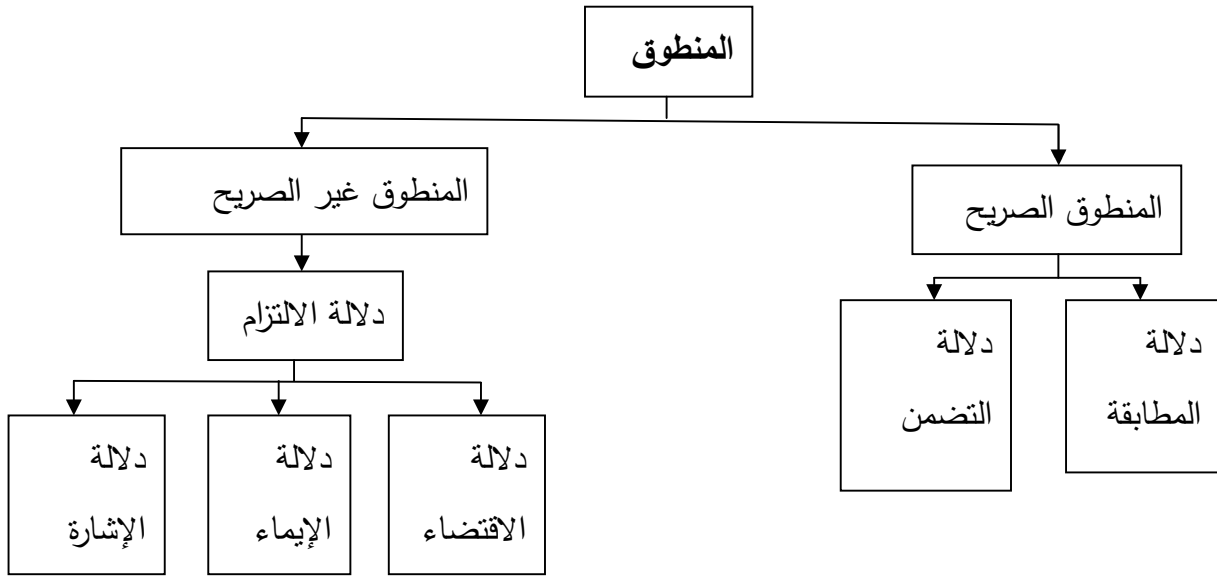 المنطوق
المنطوق الصريح
المنطوق غير الصريح
دلالة
المطابقة
دلالة
التضمن
دلالة الالتزام
دلالة
الاقتضاء
دلالة
الإيماء
دلالة
الإشارة